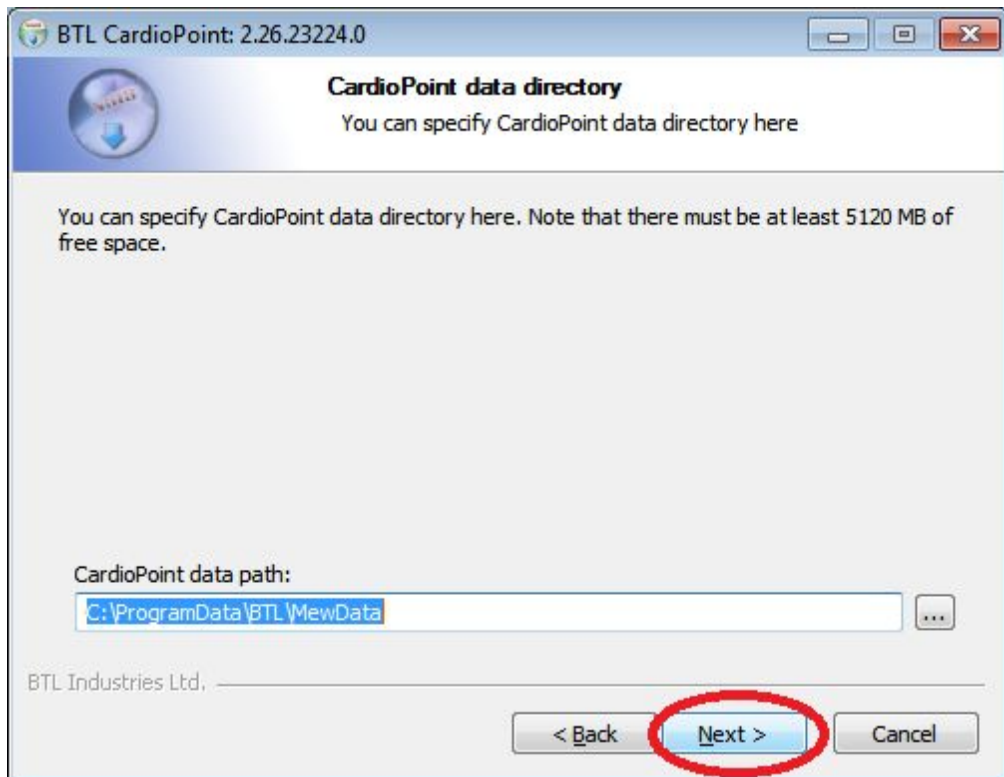 BTL CardioPoint: 2.26.23224.0
CardioPoint data directory
You can specify CardioPoint data directory here
You can specify CardioPoint data directory here. Note that there must be at least 5120 MB of
free space.
CardioPoint data path:
C:\ProgramData\BTL\MewData
...
BTL Industries Ltd.
< Back
Next >
Cancel